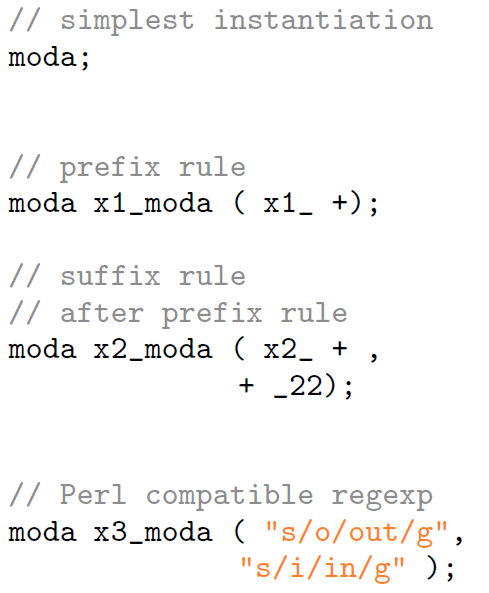 // simplest instantiation
moda;
// prefix rule
moda x1_moda ( x1_ +);
// suffix rule
// after prefix rule
moda x2_moda ( x2_ + ,
+ _22);
// Perl compatible regexp
moda x3_moda ( "s/o/out/g",
"s/i/in/g" );